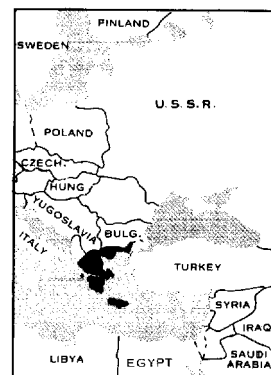 FINLAND
SWEDEN
U.S.S.R.
POLAND
CZECH.
HUNG.
YUGOSLAVIA
ITALY
BULG.
TURKEY
SYRIA
IRAQ
LIBYA
EGYPT
SAUDI
ARABIA